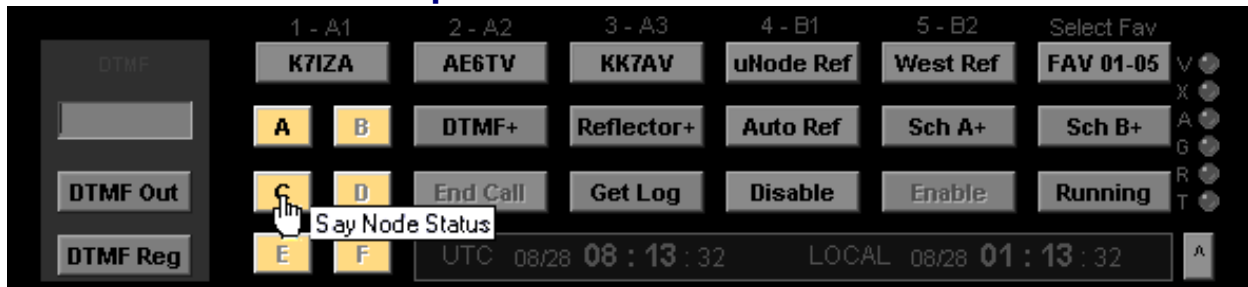 1 - A1 2 - A2 3 - A3 4 - B1 5 - B2 Select Fav
DTMF K7IZA AE6TV KK7AV uNode Ref West Ref FAV 01-05 V
X
A B DTMF+ Reflector+ Auto Ref Sch A+ Sch B+ A
G
DTMF Out C D End Call Get Log Disable Enable Running R
T
Say Node Status
DTMF Reg E F UTC 08/28 08 : 13 : 32 LOCAL 08/28 01 : 13 : 32 A